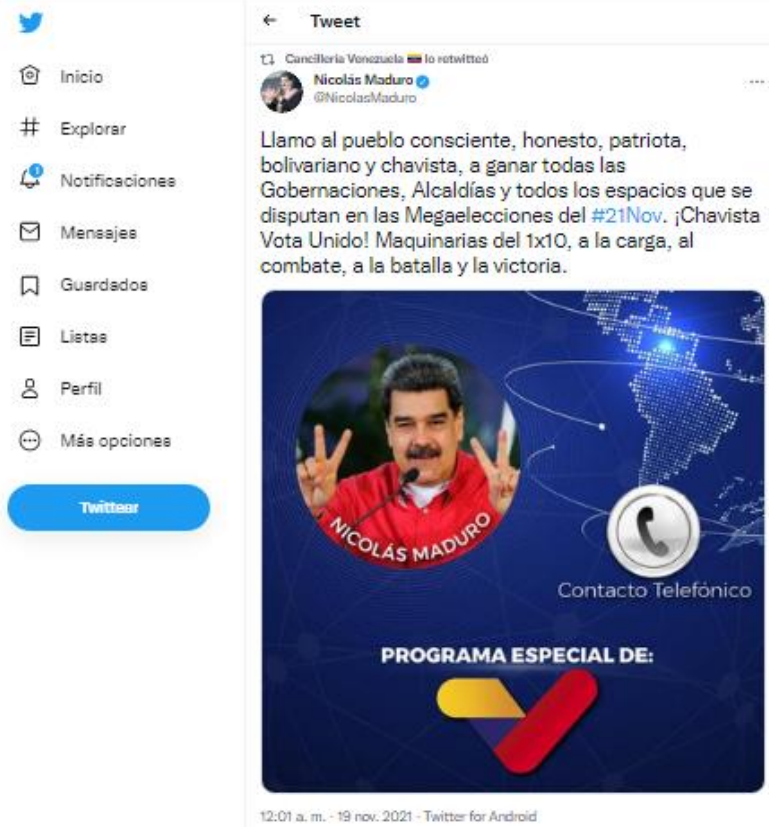 Tweet
Inicio
Explorar
Notificaciones
Mensajes
Guardados
Listas
Perfil
Más opciones
Twittear
Cancillería Venezuela 🇻🇪 lo retwitteó
Nicolás Maduro
@NicolasMaduro
Llamo al pueblo consciente, honesto, patriota,
bolivariano y chavista, a ganar todas las
Gobernaciones, Alcaldías y todos los espacios que se
disputan en las Megaelecciones del #21Nov. ¡Chavista
Vota Unido! Maquinarias del 1x10, a la carga, al
combate, a la batalla y la victoria.
NICOLÁS MADURO
Contacto Telefónico
PROGRAMA ESPECIAL DE:
12:01 a. m. · 19 nov. 2021 · Twitter for Android